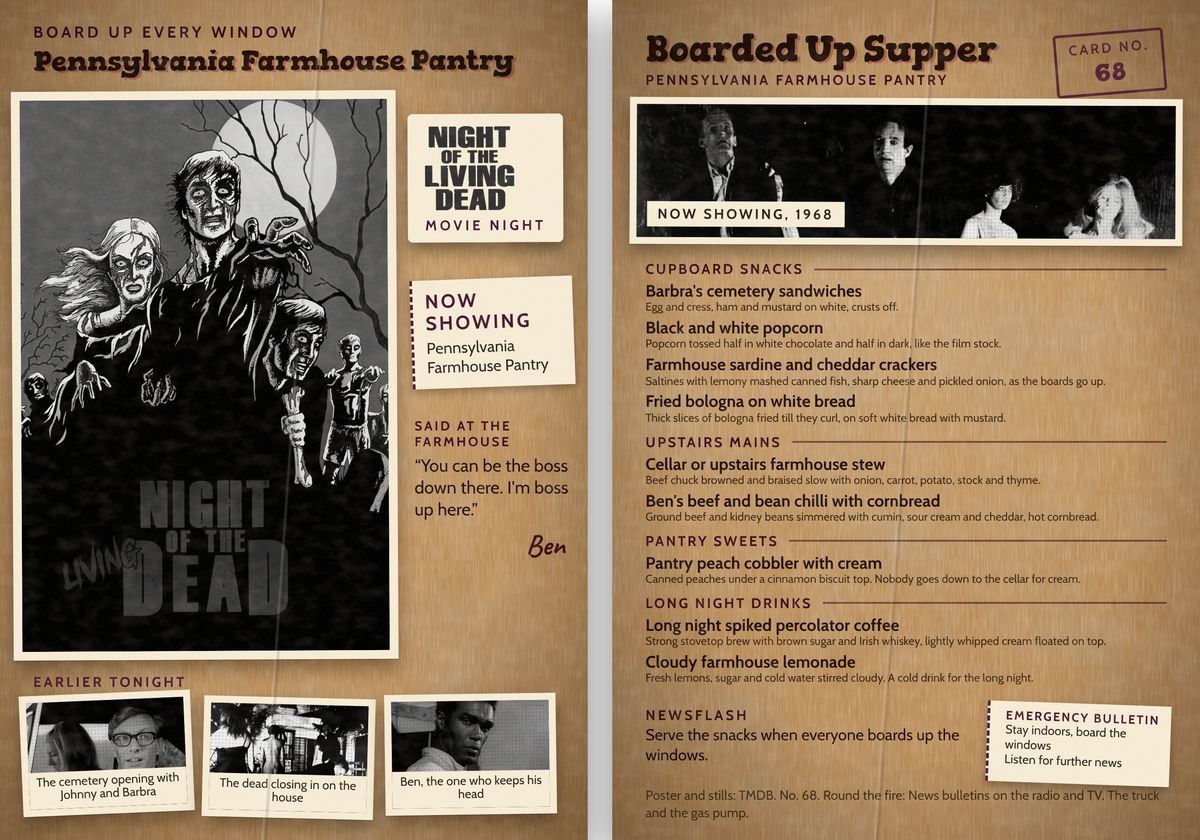 BOARD UP EVERY WINDOW
Pennsylvania Farmhouse Pantry
NIGHT
OF THE
LIVING
DEAD
MOVIE NIGHT
NOW
SHOWING
Pennsylvania
Farmhouse Pantry
SAID AT THE
FARMHOUSE
“You can be the boss
down there. I'm boss
up here.”
Ben
NIGHT
OF THE
LIVING
DEAD
EARLIER TONIGHT
The cemetery opening with
Johnny and Barbra
The dead closing in on the
house
Ben, the one who keeps his
head
Boarded Up Supper
PENNSYLVANIA FARMHOUSE PANTRY
CARD NO.
68
NOW SHOWING, 1968
CUPBOARD SNACKS
Barbra's cemetery sandwiches
Egg and cress, ham and mustard on white, crusts off.
Black and white popcorn
Popcorn tossed half in white chocolate and half in dark, like the film stock.
Farmhouse sardine and cheddar crackers
Saltines with lemony mashed canned fish, sharp cheese and pickled onion, as the boards go up.
Fried bologna on white bread
Thick slices of bologna fried till they curl, on soft white bread with mustard.
UPSTAIRS MAINS
Cellar or upstairs farmhouse stew
Beef chuck browned and braised slow with onion, carrot, potato, stock and thyme.
Ben's beef and bean chilli with cornbread
Ground beef and kidney beans simmered with cumin, sour cream and cheddar, hot cornbread.
PANTRY SWEETS
Pantry peach cobbler with cream
Canned peaches under a cinnamon biscuit top. Nobody goes down to the cellar for cream.
LONG NIGHT DRINKS
Long night spiked percolator coffee
Strong stovetop brew with brown sugar and Irish whiskey, lightly whipped cream floated on top.
Cloudy farmhouse lemonade
Fresh lemons, sugar and cold water stirred cloudy. A cold drink for the long night.
NEWSFLASH
Serve the snacks when everyone boards up the
windows.
EMERGENCY BULLETIN
Stay indoors, board the
windows
Listen for further news
Poster and stills: TMDB. No. 68. Round the fire: News bulletins on the radio and TV. The truck
and the gas pump.